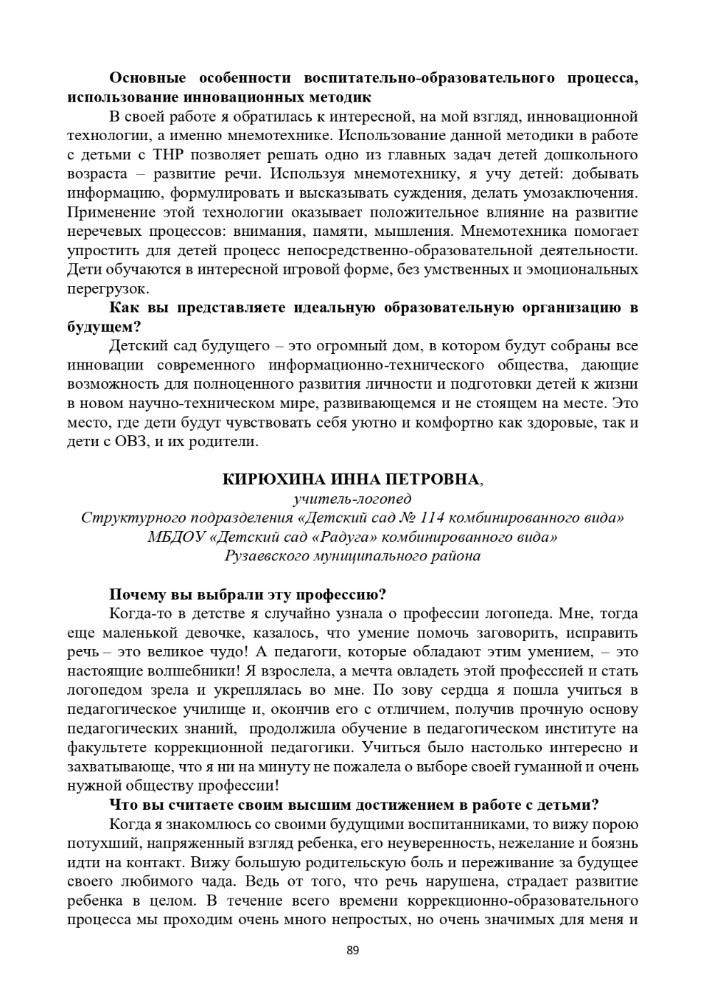 Основные особенности воспитательно-образовательного процесса,
использование инновационных методик
В своей работе я обратилась к интересной, на мой взгляд, инновационной
технологии, а именно мнемотехнике. Использование данной методики в работе
с детьми с ТНР позволяет решать одно из главных задач детей дошкольного
возраста – развитие речи. Используя мнемотехнику, я учу детей: добывать
информацию, формулировать и высказывать суждения, делать умозаключения.
Применение этой технологии оказывает положительное влияние на развитие
неречевых процессов: внимания, памяти, мышления. Мнемотехника помогает
упростить для детей процесс непосредственно-образовательной деятельности.
Дети обучаются в интересной игровой форме, без умственных и эмоциональных
перегрузок.
Как вы представляете идеальную образовательную организацию в
будущем?
Детский сад будущего – это огромный дом, в котором будут собраны все
инновации современного информационно-технического общества, дающие
возможность для полноценного развития личности и подготовки детей к жизни
в новом научно-техническом мире, развивающемся и не стоящем на месте. Это
место, где дети будут чувствовать себя уютно и комфортно как здоровые, так и
дети с ОВЗ, и их родители.
КИРЮХИНА ИННА ПЕТРОВНА,
учитель-логопед
Структурного подразделения «Детский сад № 114 комбинированного вида»
МБДОУ «Детский сад «Радуга» комбинированного вида»
Рузаевского муниципального района
Почему вы выбрали эту профессию?
Когда-то в детстве я случайно узнала о профессии логопеда. Мне, тогда
еще маленькой девочке, казалось, что умение помочь заговорить, исправить
речь – это великое чудо! А педагоги, которые обладают этим умением, – это
настоящие волшебники! Я взрослела, а мечта овладеть этой профессией и стать
логопедом зрела и укреплялась во мне. По зову сердца я пошла учиться в
педагогическое училище и, окончив его с отличием, получив прочную основу
педагогических знаний, продолжила обучение в педагогическом институте на
факультете коррекционной педагогики. Учиться было настолько интересно и
захватывающе, что я ни на минуту не пожалела о выборе своей гуманной и очень
нужной обществу профессии!
Что вы считаете своим высшим достижением в работе с детьми?
Когда я знакомлюсь со своими будущими воспитанниками, то вижу порою
потухший, напряженный взгляд ребенка, его неуверенность, нежелание и боязнь
идти на контакт. Вижу большую родительскую боль и переживание за будущее
своего любимого чада. Ведь от того, что речь нарушена, страдает развитие
ребенка в целом. В течение всего времени коррекционно-образовательного
процесса мы проходим очень много непростых, но очень значимых для меня и
89